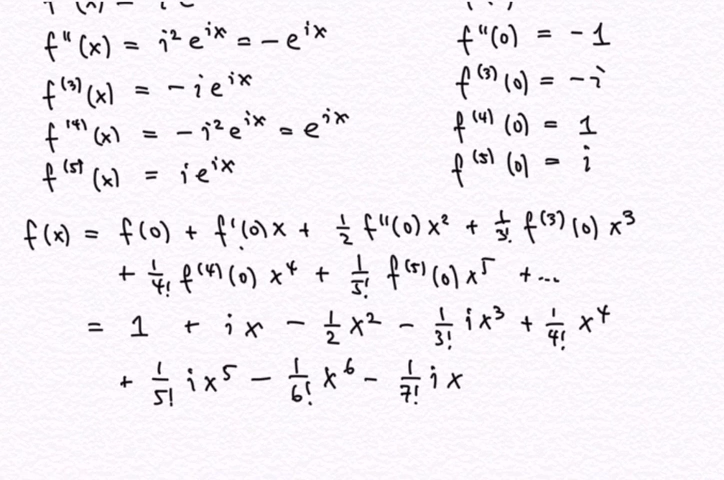 f''(x) = i²e^{ix} = -e^{ix}    f''(0) = -1
f^{(3)}(x) = -ie^{ix}    f^{(3)}(0) = -i
f^{(4)}(x) = -i²e^{ix} = e^{ix}    f^{(4)}(0) = 1
f^{(5)}(x) = ie^{ix}    f^{(5)}(0) = i
f(x) = f(0) + f'(0)x + 1/2 f''(0)x² + 1/3! f^{(3)}(0)x³
+ 1/4! f^{(4)}(0)x⁴ + 1/5! f^{(5)}(0)x⁵ + ...
= 1 + ix - 1/2 x² - 1/3! ix³ + 1/4! x⁴
+ 1/5! ix⁵ - 1/6! x⁶ - 1/7! ix